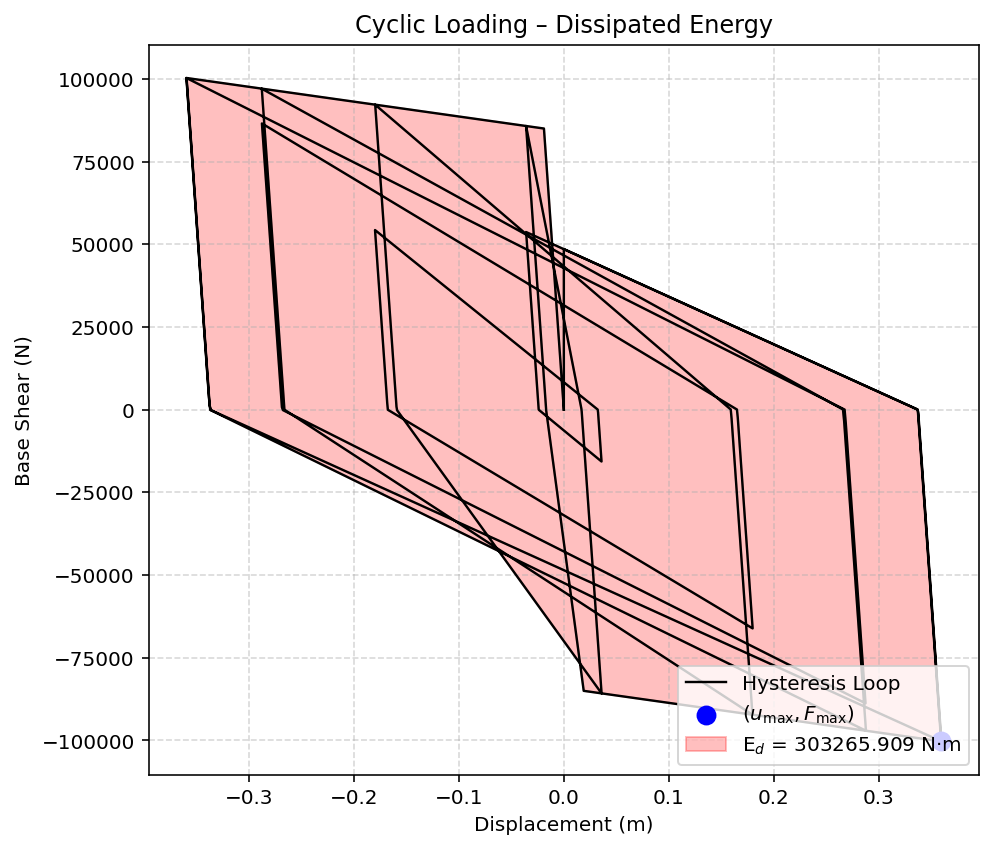 Cyclic Loading – Dissipated Energy
Base Shear (N)
100000
75000
50000
25000
0
−25000
−50000
−75000
−100000
Hysteresis Loop
(u_max, F_max)
E_d = 303265.909 N·m
−0.3
−0.2
−0.1
0.0
0.1
0.2
0.3
Displacement (m)